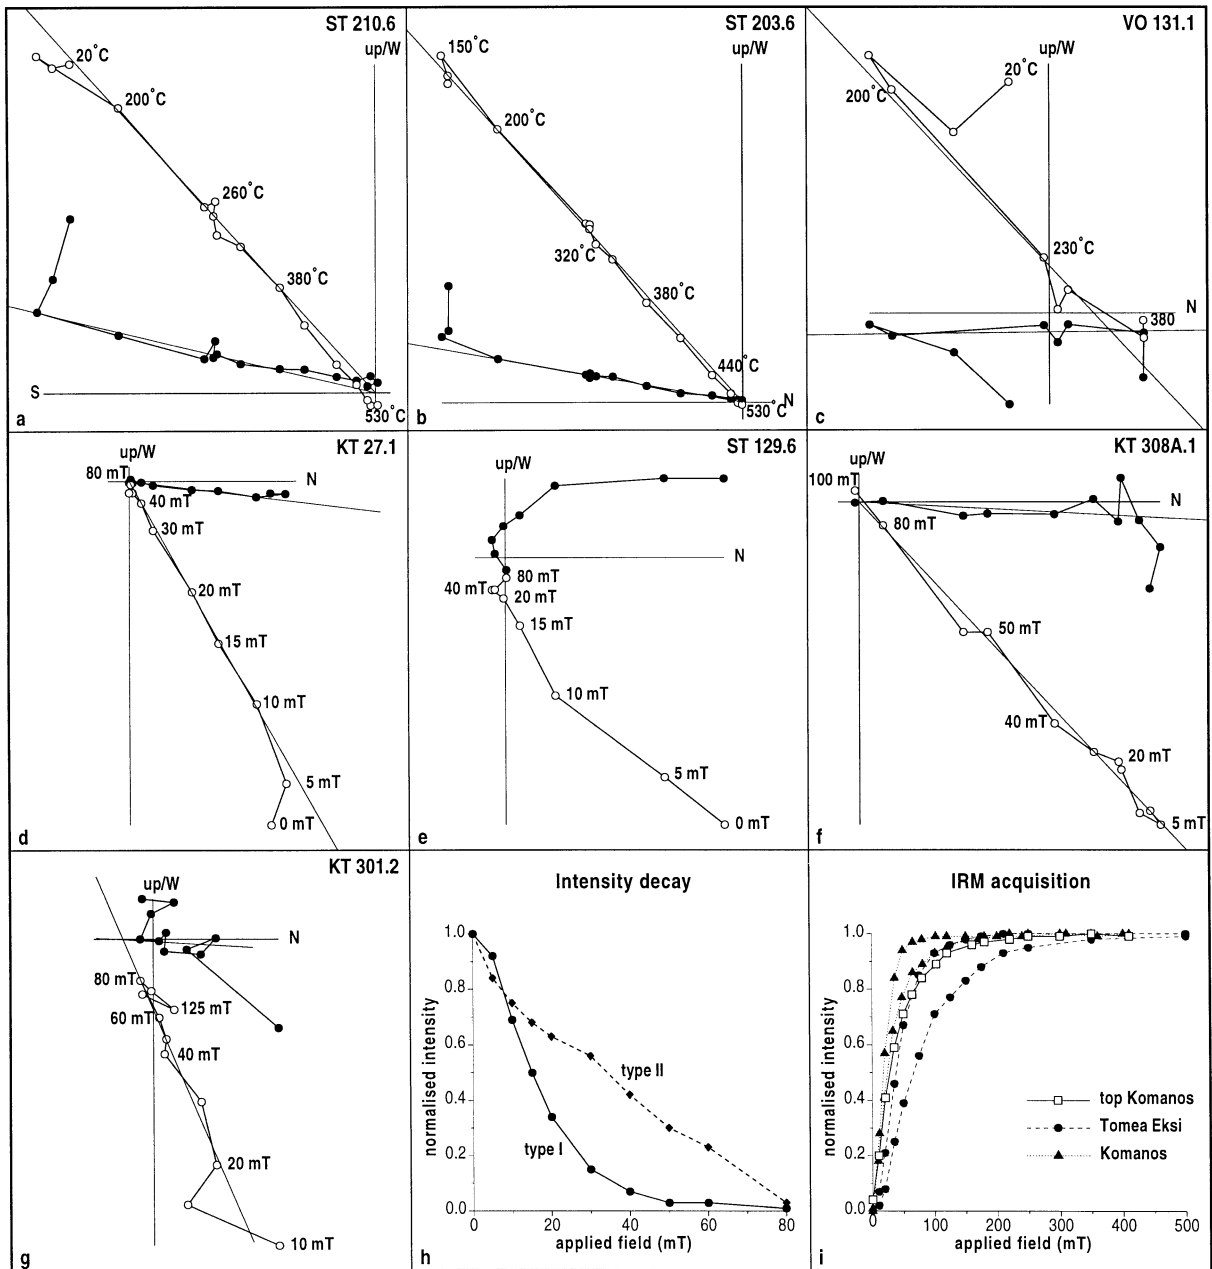 ST 210.6
up/W
20°C
200°C
260°C
380°C
S
530°C
a
ST 203.6
up/W
150°C
200°C
320°C
380°C
440°C
N
530°C
b
VO 131.1
up/W
20°C
200°C
230°C
N
380
c
KT 27.1
up/W
80 mT
N
40 mT
30 mT
20 mT
15 mT
10 mT
5 mT
0 mT
d
ST 129.6
up/W
N
80 mT
40 mT
20 mT
15 mT
10 mT
5 mT
0 mT
e
KT 308A.1
up/W
100 mT
N
80 mT
50 mT
40 mT
20 mT
5 mT
f
KT 301.2
up/W
N
80 mT
125 mT
60 mT
40 mT
20 mT
10 mT
g
Intensity decay
1.0
0.8
0.6
0.4
0.2
0.0
normalised intensity
type II
type I
0 20 40 60 80
applied field (mT)
h
IRM acquisition
1.0
0.8
0.6
0.4
0.2
0.0
normalised intensity
top Komanos
Tomea Eksi
Komanos
0 100 200 300 400 500
applied field (mT)
i